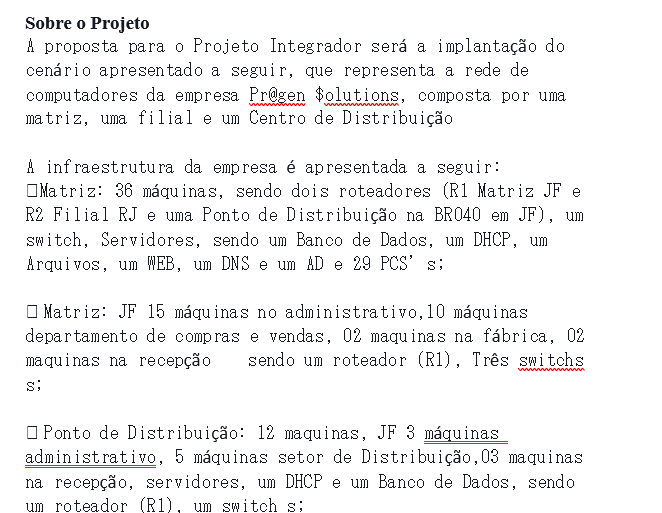 Sobre o Projeto
A proposta para o Projeto Integrador será a implantação do
cenário apresentado a seguir, que representa a rede de
computadores da empresa Pr@gen $olutions, composta por uma
matriz, uma filial e um Centro de Distribuição
A infraestrutura da empresa é apresentada a seguir:
□Matriz: 36 máquinas, sendo dois roteadores (R1 Matriz JF e
R2 Filial RJ e uma Ponto de Distribuição na BR040 em JF), um
switch, Servidores, sendo um Banco de Dados, um DHCP, um
Arquivos, um WEB, um DNS e um AD e 29 PCS’s;
□ Matriz: JF 15 máquinas no administrativo,10 máquinas
departamento de compras e vendas, 02 maquinas na fábrica, 02
maquinas na recepção sendo um roteador (R1), Três switchs
s;
□ Ponto de Distribuição: 12 maquinas, JF 3 máquinas
administrativo, 5 máquinas setor de Distribuição,03 maquinas
na recepção, servidores, um DHCP e um Banco de Dados, sendo
um roteador (R1), um switch s;